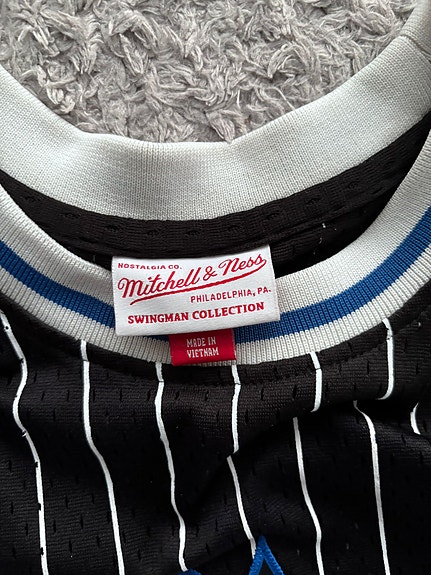 NOSTALGIA CO.
Mitchell & Ness
PHILADELPHIA, PA.
SWINGMAN COLLECTION
MADE IN
VIETNAM